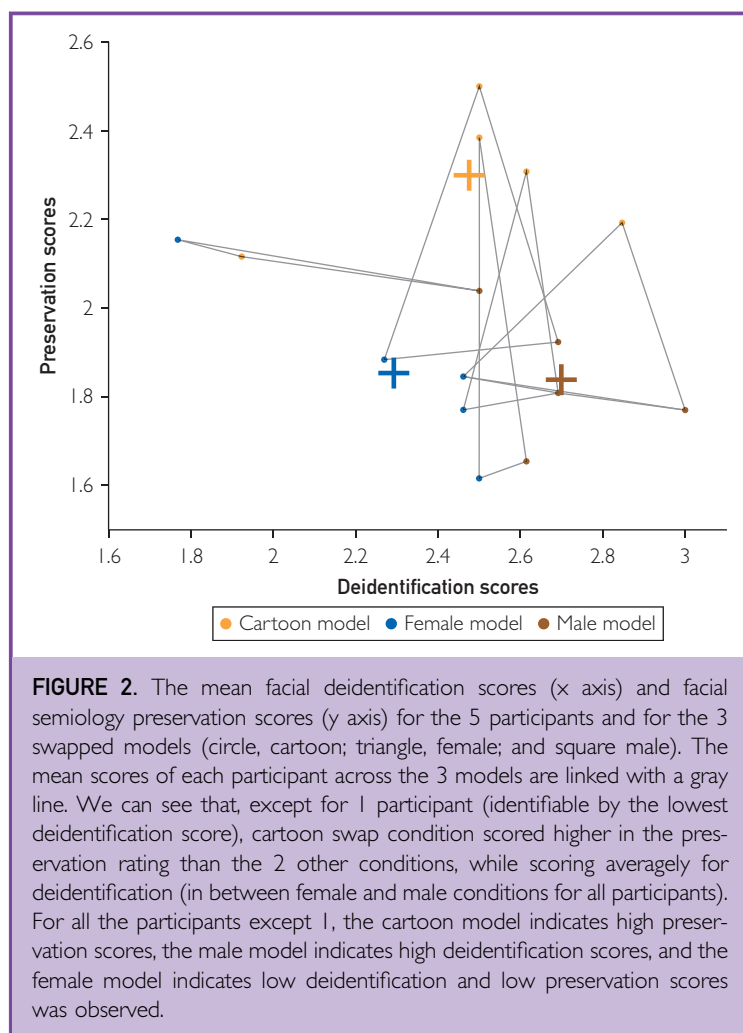 2.6
2.4
2.2
2
1.8
1.6
Preservation scores
1.6 1.8 2 2.2 2.4 2.6 2.8 3
Deidentification scores
Cartoon model Female model Male model
FIGURE 2. The mean facial deidentification scores (x axis) and facial
semiology preservation scores (y axis) for the 5 participants and for the 3
swapped models (circle, cartoon; triangle, female; and square male). The
mean scores of each participant across the 3 models are linked with a gray
line. We can see that, except for 1 participant (identifiable by the lowest
deidentification score), cartoon swap condition scored higher in the pres-
ervation rating than the 2 other conditions, while scoring averagely for
deidentification (in between female and male conditions for all participants).
For all the participants except 1, the cartoon model indicates high preser-
vation scores, the male model indicates high deidentification scores, and the
female model indicates low deidentification and low preservation scores
was observed.